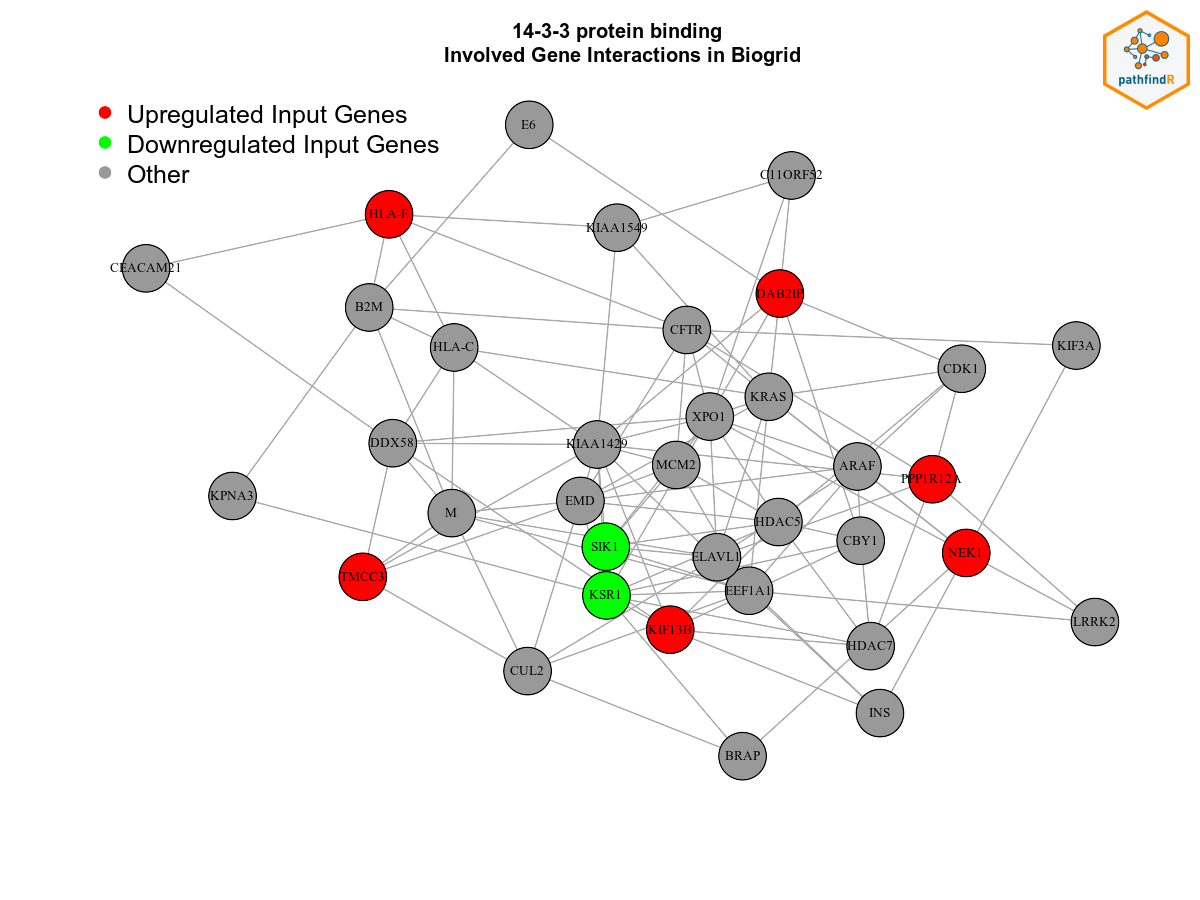 14-3-3 protein binding
Involved Gene Interactions in Biogrid
pathfindR
Upregulated Input Genes
Downregulated Input Genes
Other
E6
C11ORF52
HLA-F
KIAA1549
CEACAM21
DAB2IP
B2M
CFTR
HLA-C
KIF3A
CDK1
KRAS
XPO1
DDX58
KIAA1429
MCM2
ARAF
PPP1R12A
KPNA3
EMD
M
HDAC5
CBY1
SIK1
ELAVL1
NEK1
TMCC3
EEF1A1
KSR1
LRRK2
KIF13B
HDAC7
CUL2
INS
BRAP